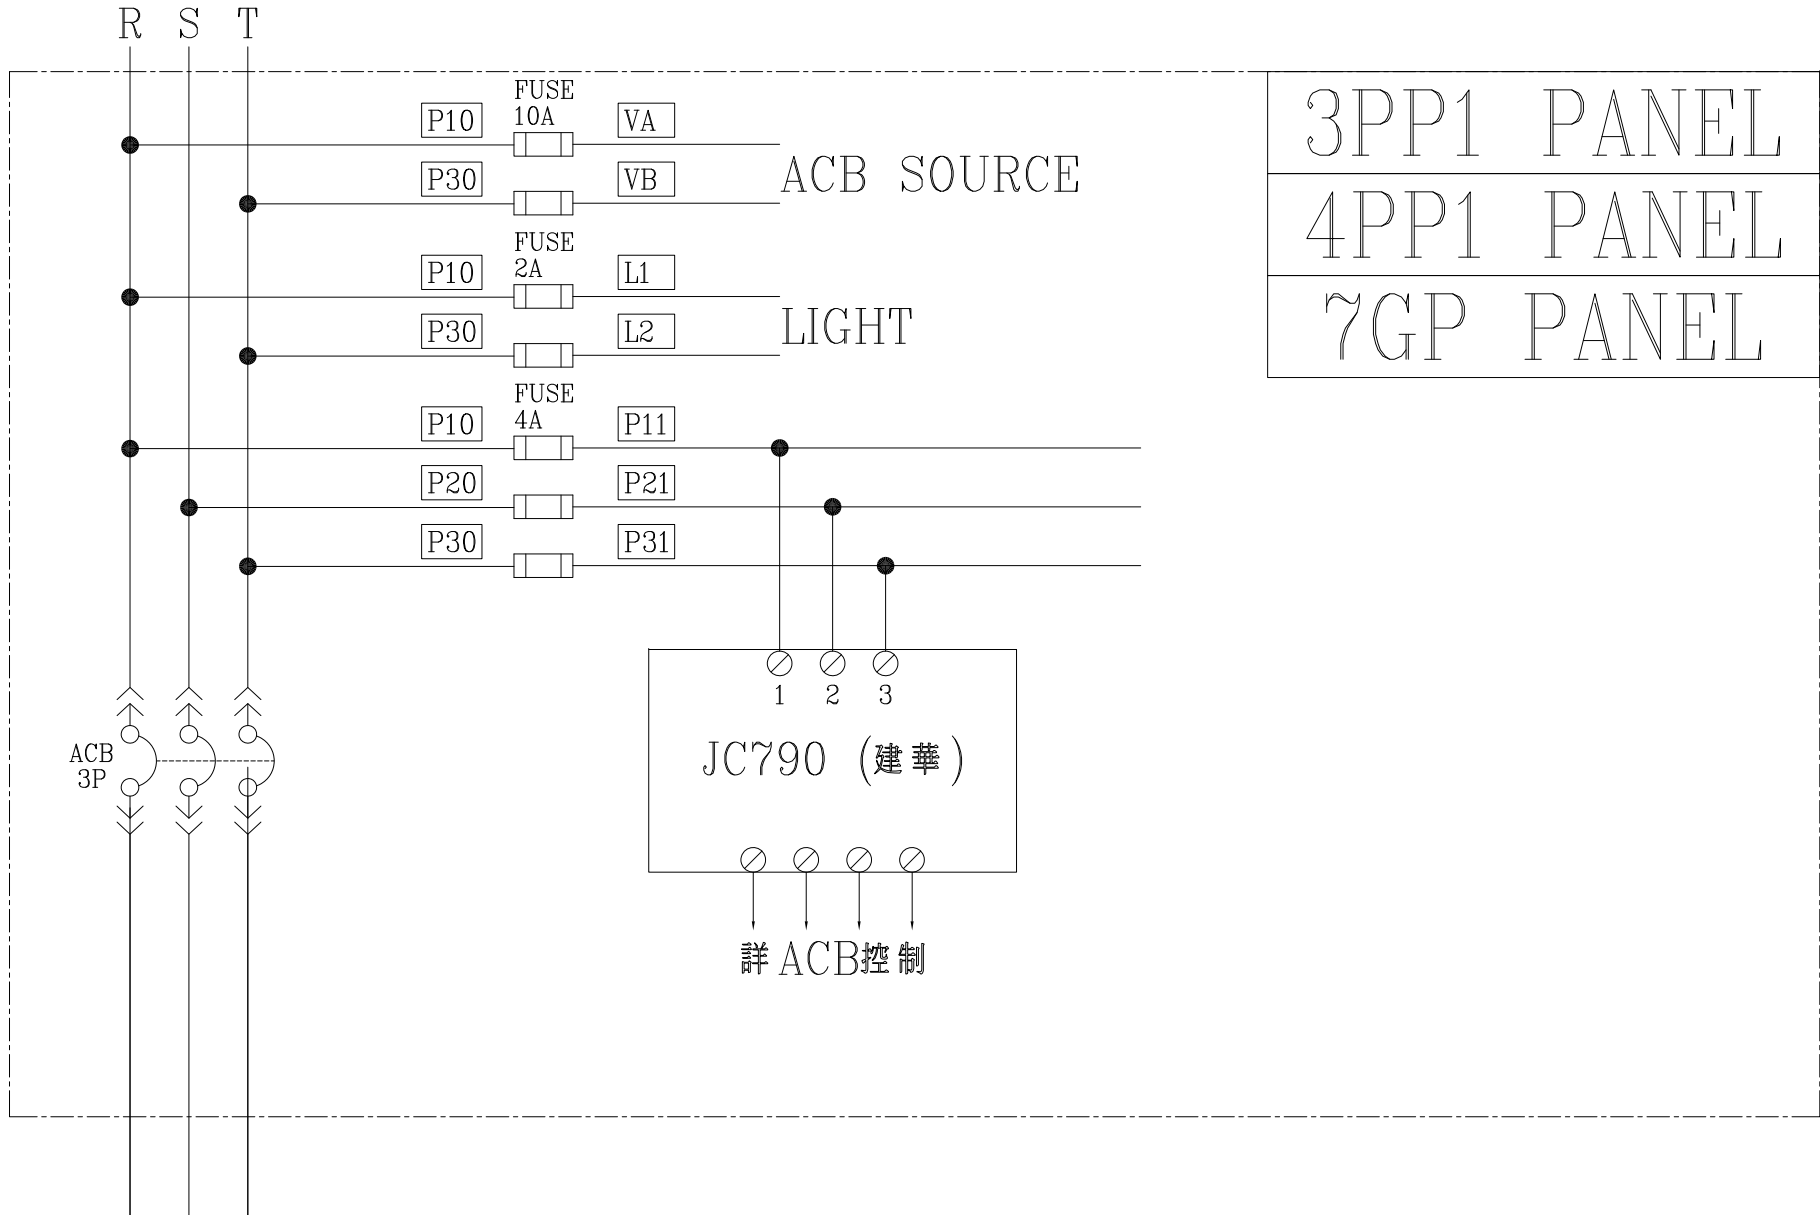 R S T
3PP1 PANEL
4PP1 PANEL
7GP PANEL
FUSE
10A
P10 VA
P30 VB
ACB SOURCE
FUSE
2A
P10 L1
P30 L2
LIGHT
FUSE
4A
P10 P11
P20 P21
P30 P31
1 2 3
ACB
3P
JC790 (建華)
詳ACB控制